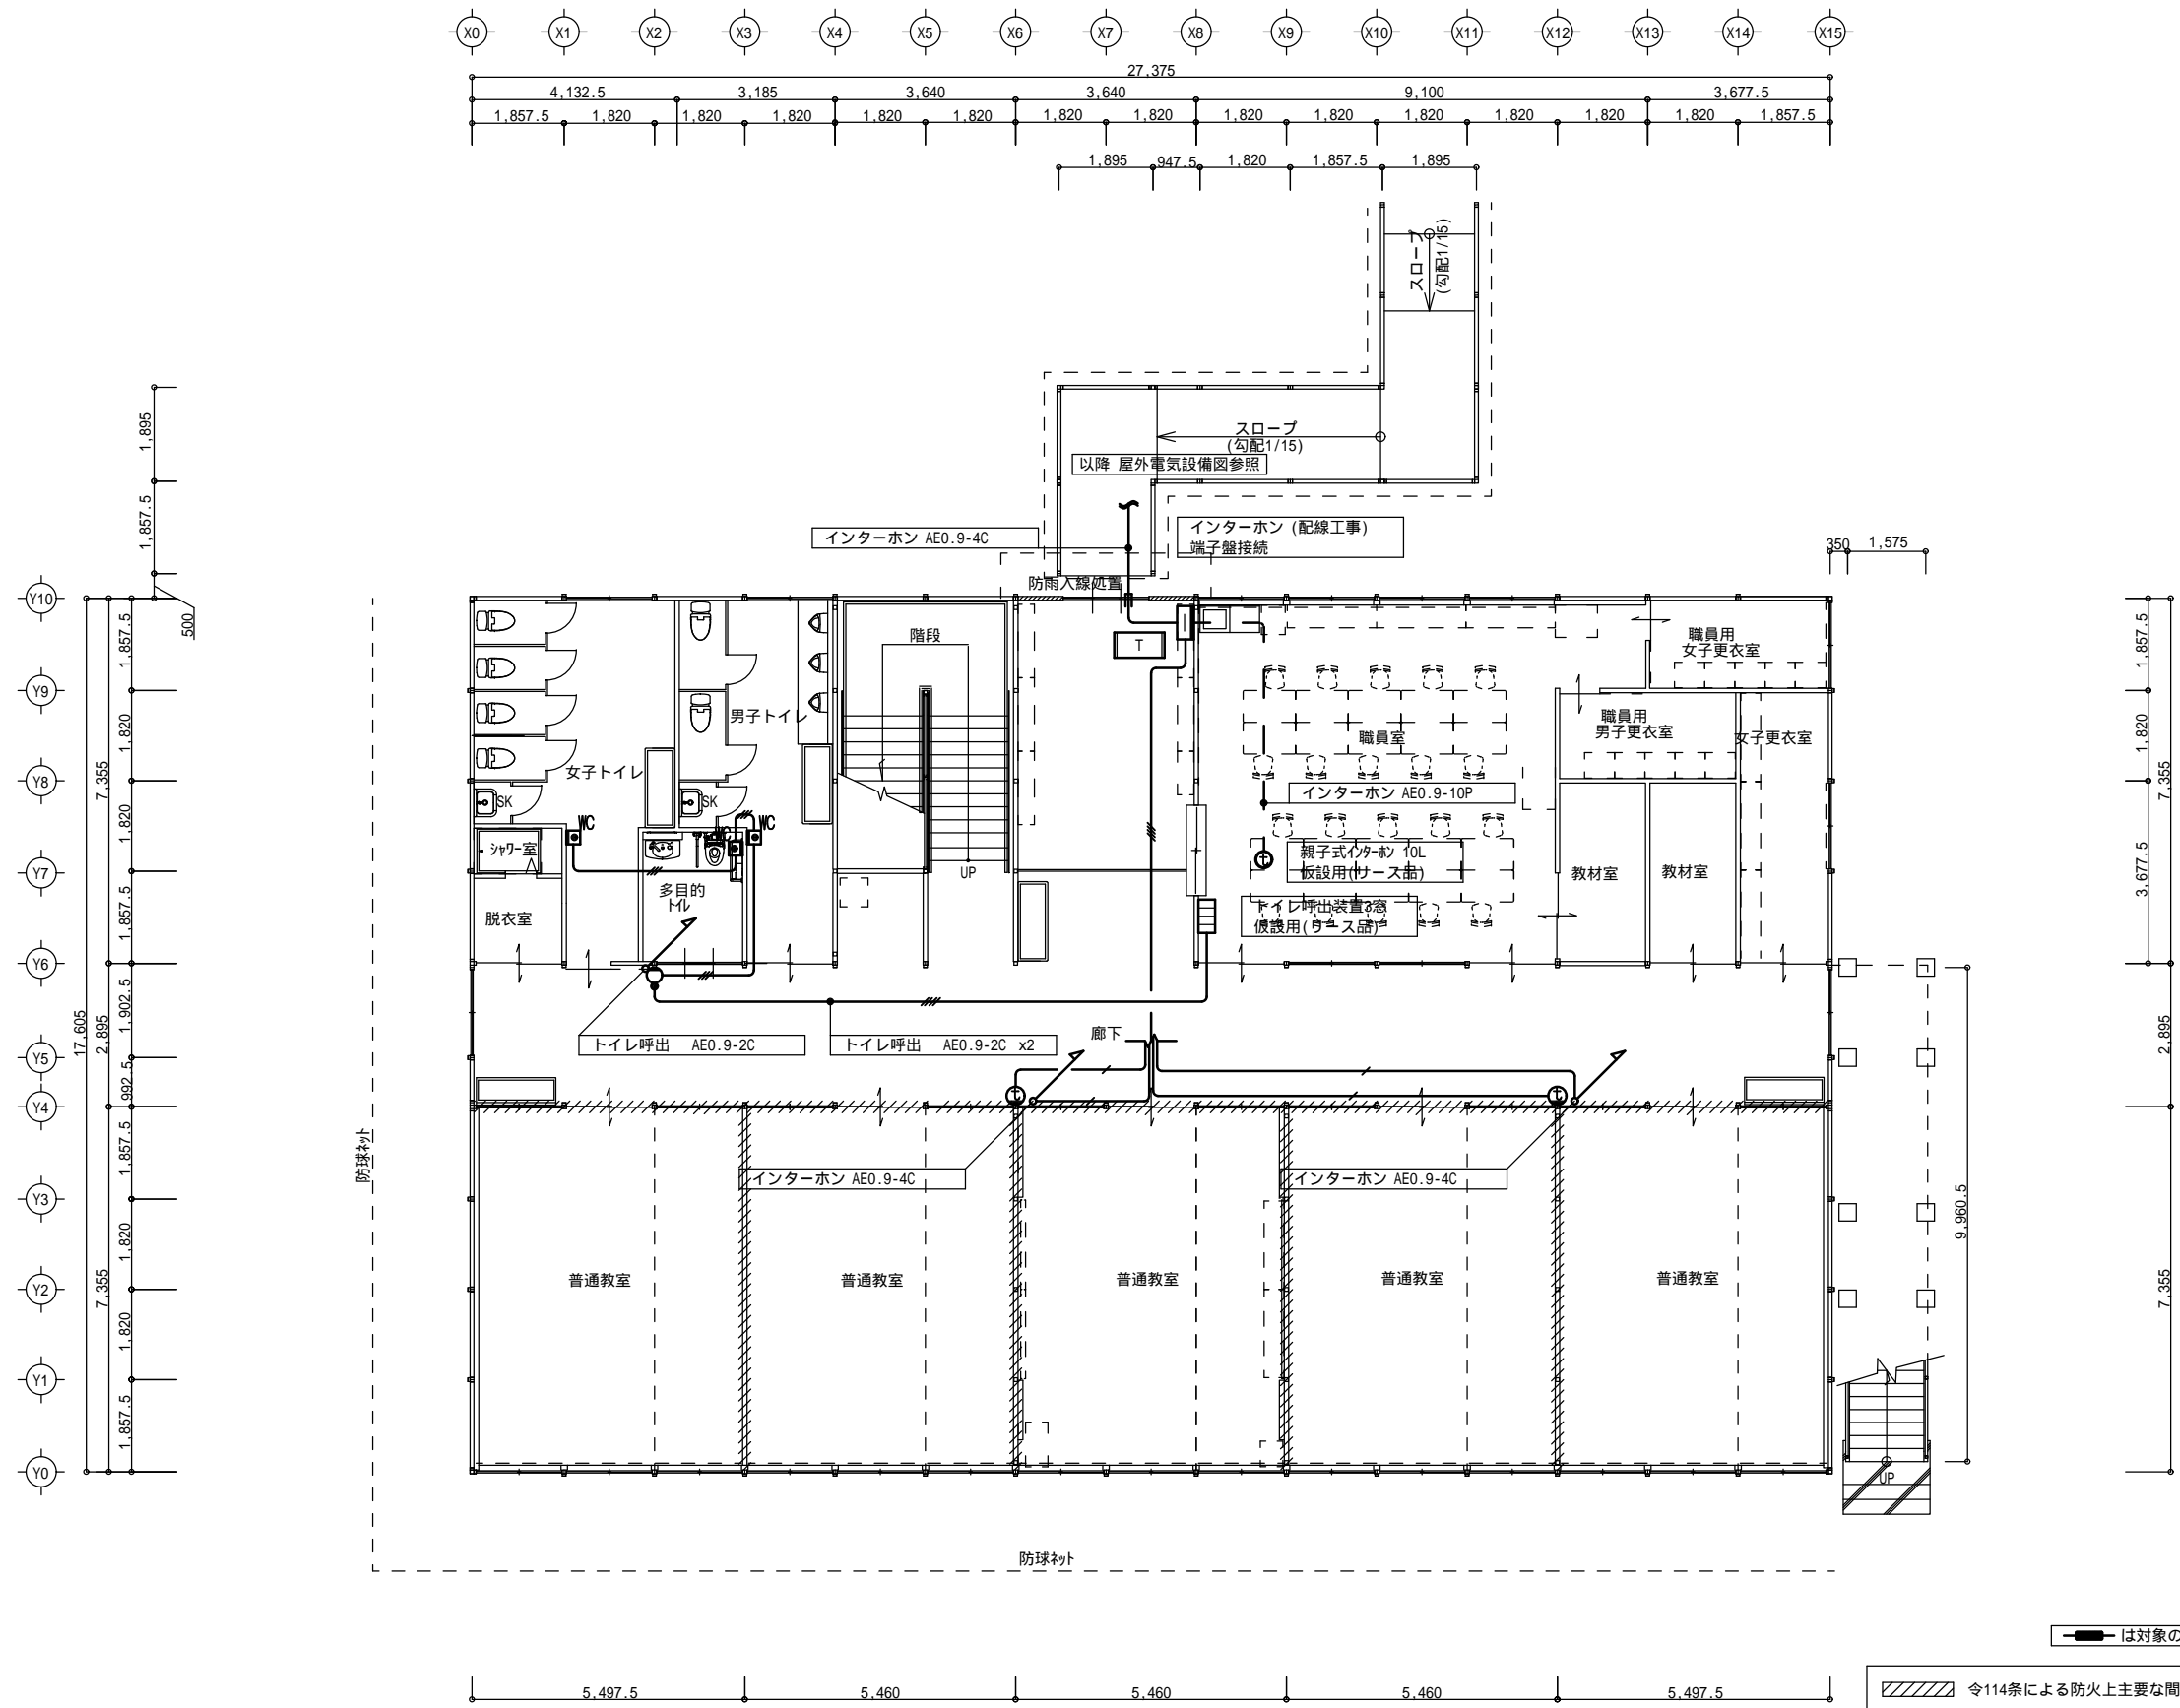 X0 X1 X2 X3 X4 X5 X6 X7 X8 X9 X10 X11 X12 X13 X14 X15
27,375
4,132.5 3,185 3,640 3,640 9,100 3,677.5
1,857.5 1,820 1,820 1,820 1,820 1,820 1,820 1,820 1,820 1,820 1,820 1,820 1,820 1,820 1,857.5
1,895 947.5 1,820 1,857.5 1,895
スロープ
(勾配1/15)
1,895
1,857.5
500
スロープ
(勾配1/15)
以降 屋外電気設備図参照
インターホン AE0.9-4C
インターホン (配線工事)
端子盤接続
防雨入線処置
350 1,575
Y10
Y9
Y8
Y7
Y6
Y5
Y4
Y3
Y2
Y1
Y0
17,605
7,355
2,895
7,355
1,857.5
1,820
1,820
1,857.5
1,902.5
992.5
1,857.5
1,820
1,820
1,857.5
階段
T
職員用
女子更衣室
男子トイレ
職員用
男子更衣室
女子更衣室
職員室
女子トイレ
SK
SK
インターホン AE0.9-10P
WC
WC
WC
シャワー室
親子式インターホン 10L
仮設用(リース品)
UP
多目的
トイレ
教材室
教材室
トイレ呼出装置3窓
仮設用(リース品)
脱衣室
廊下
トイレ呼出 AE0.9-2C
トイレ呼出 AE0.9-2C x2
t
t
t
インターホン AE0.9-4C
インターホン AE0.9-4C
防球ネット
普通教室
普通教室
普通教室
普通教室
普通教室
1,857.5
1,820
3,677.5
7,355
2,895
7,355
9,960.5
UP
防球ネット
は対象の
5,497.5 5,460 5,460 5,460 5,497.5
令114条による防火上主要な間